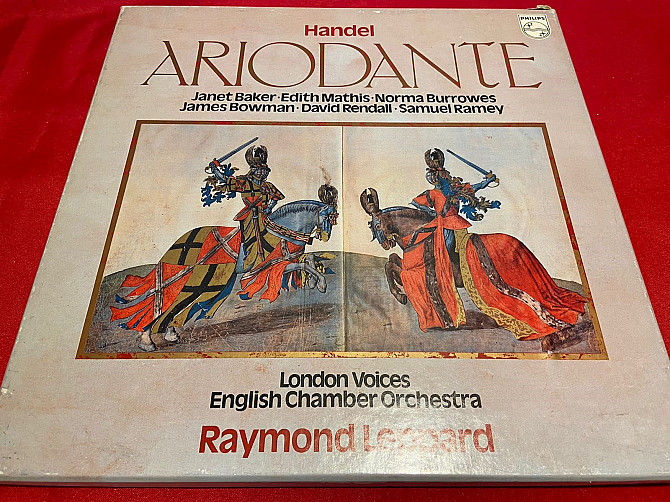 Handel
PHILIPS
ARIODANTE
Janet Baker · Edith Mathis · Norma Burrowes
James Bowman · David Rendall · Samuel Ramey
London Voices
English Chamber Orchestra
Raymond Leppard